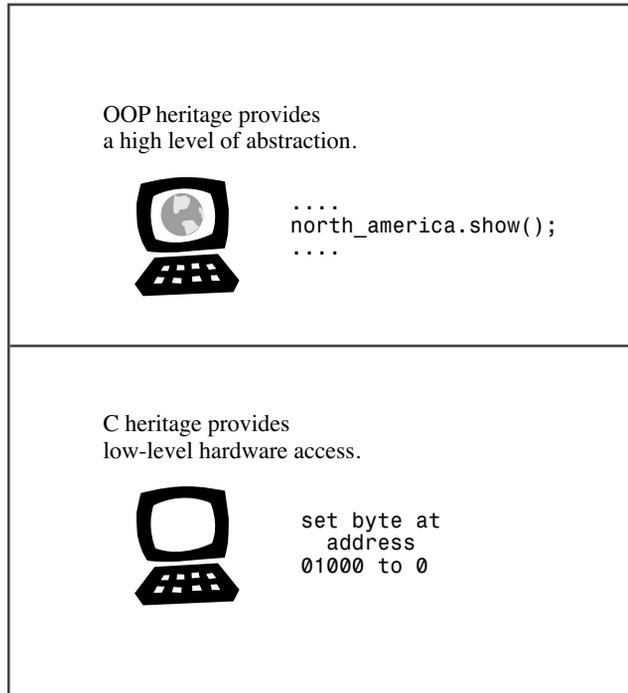 OOP heritage provides
a high level of abstraction.
....
north_america.show();
....
C heritage provides
low-level hardware access.
set byte at
address
01000 to 0